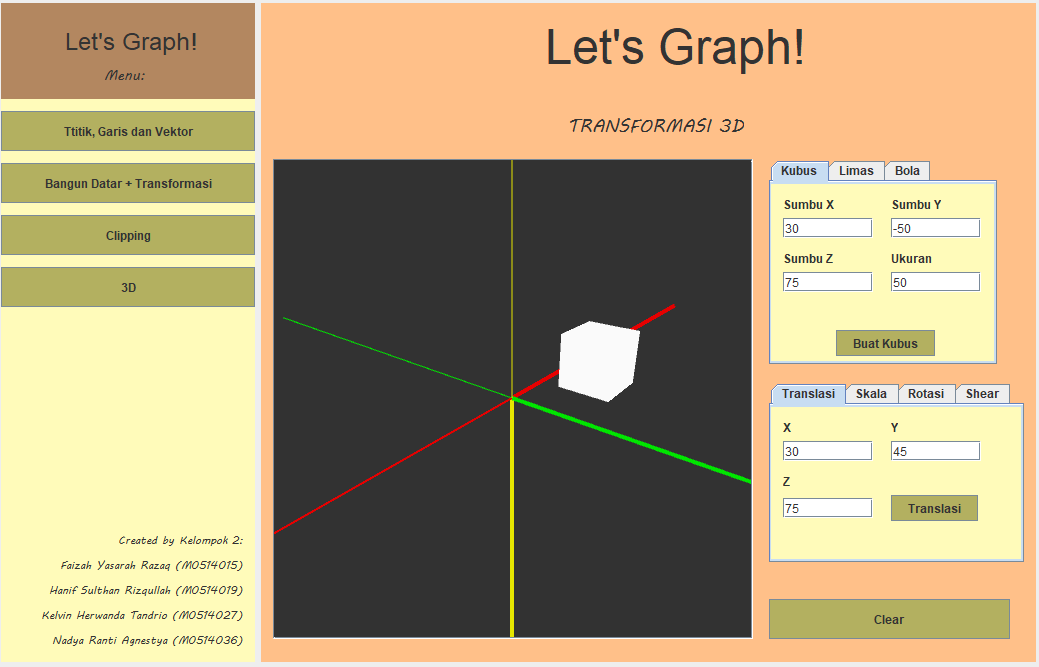 Let's Graph!
Menu:
Ttitik, Garis dan Vektor
Bangun Datar + Transformasi
Clipping
3D
Created by Kelompok 2:
Faizah Yasarah Razaq (M0514015)
Hanif Sulthan Rizqullah (M0514019)
Kelvin Herwanda Tandrio (M0514027)
Nadya Ranti Agnestya (M0514036)
Let's Graph!
TRANSFORMASI 3D
Kubus Limas Bola
Sumbu X Sumbu Y
30 -50
Sumbu Z Ukuran
75 50
Buat Kubus
Translasi Skala Rotasi Shear
X Y
30 45
Z
75 Translasi
Clear